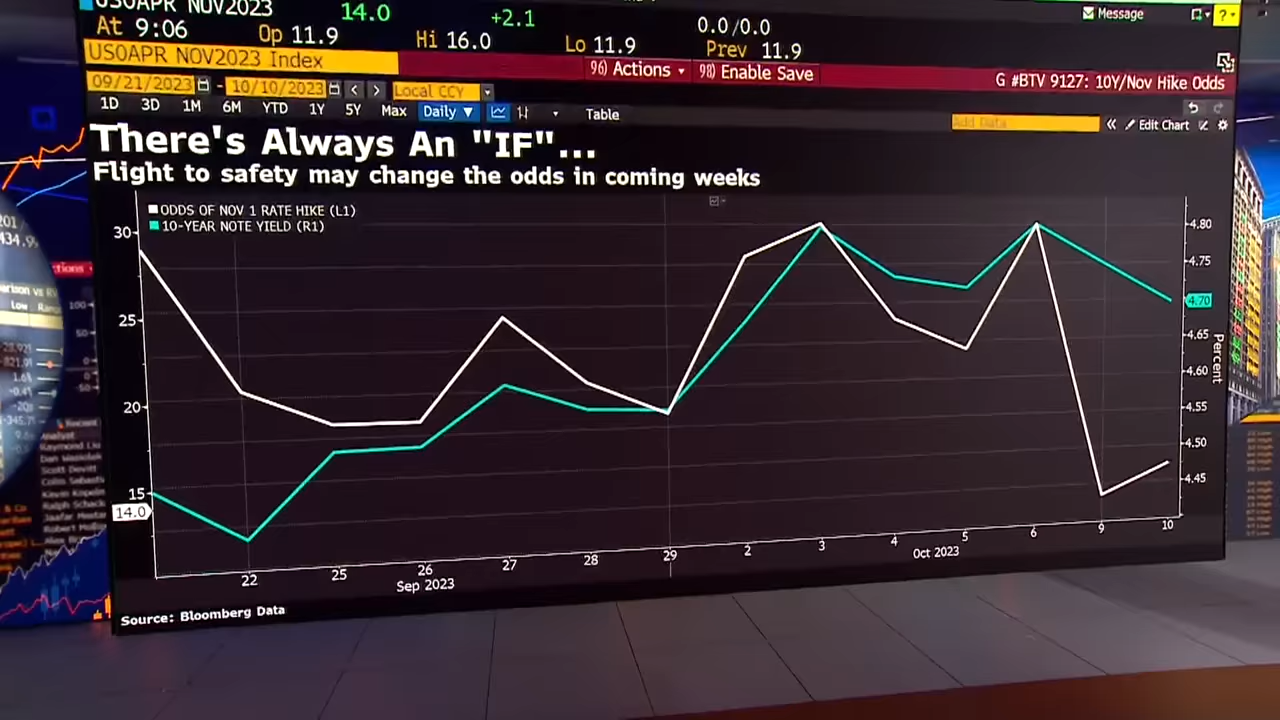 US0APR NOV2023 14.0 +2.1 0.0/0.0 Message
At 9:06 Op 11.9 Hi 16.0 Lo 11.9 Prev 11.9
US0APR NOV2023 Index 96) Actions 98) Enable Save G #BTV 9127: 10Y/Nov Hike Odds
09/21/2023 - 10/10/2023 Local CCY
1D 3D 1M 6M YTD 1Y 5Y Max Daily ▼ Table Add Data « Edit Chart
There's Always An "IF"...
Flight to safety may change the odds in coming weeks
ODDS OF NOV 1 RATE HIKE (L1)
10-YEAR NOTE YIELD (R1)
30
25
20
15
14.0
4.80
4.75
4.70
4.65
4.60
4.55
4.50
4.45
Percent
22 25 26 27 28 29 2 3 4 5 6 9 10
Sep 2023 Oct 2023
Source: Bloomberg Data